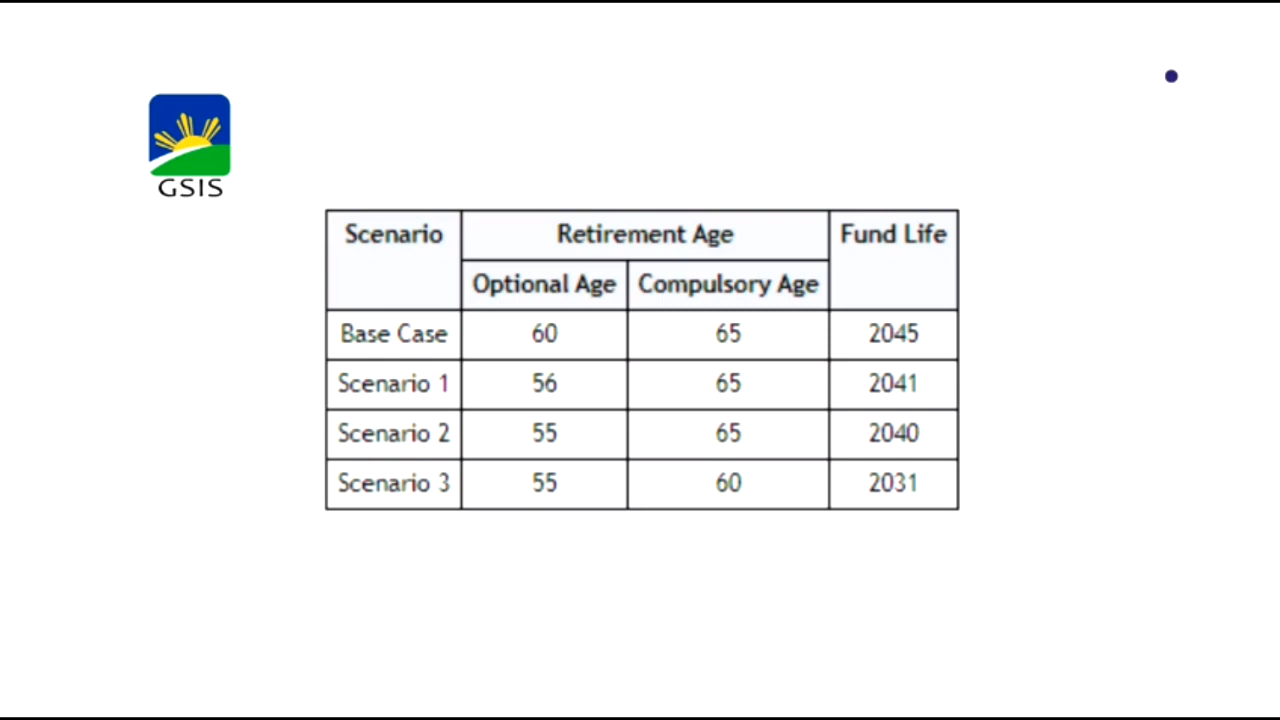 GSIS
Scenario Retirement Age Fund Life
Optional Age Compulsory Age
Base Case 60 65 2045
Scenario 1 56 65 2041
Scenario 2 55 65 2040
Scenario 3 55 60 2031